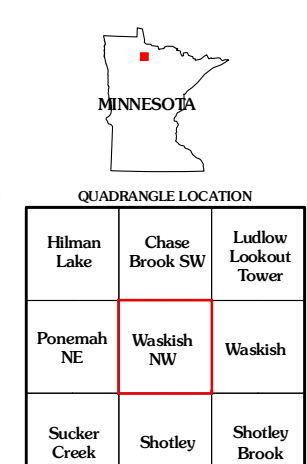 MINNESOTA
QUADRANGLE LOCATION
Hilman
Lake
Chase
Brook SW
Ludlow
Lookout
Tower
Ponemah
NE
Waskish
NW
Waskish
Sucker
Creek
Shotley
Shotley
Brook